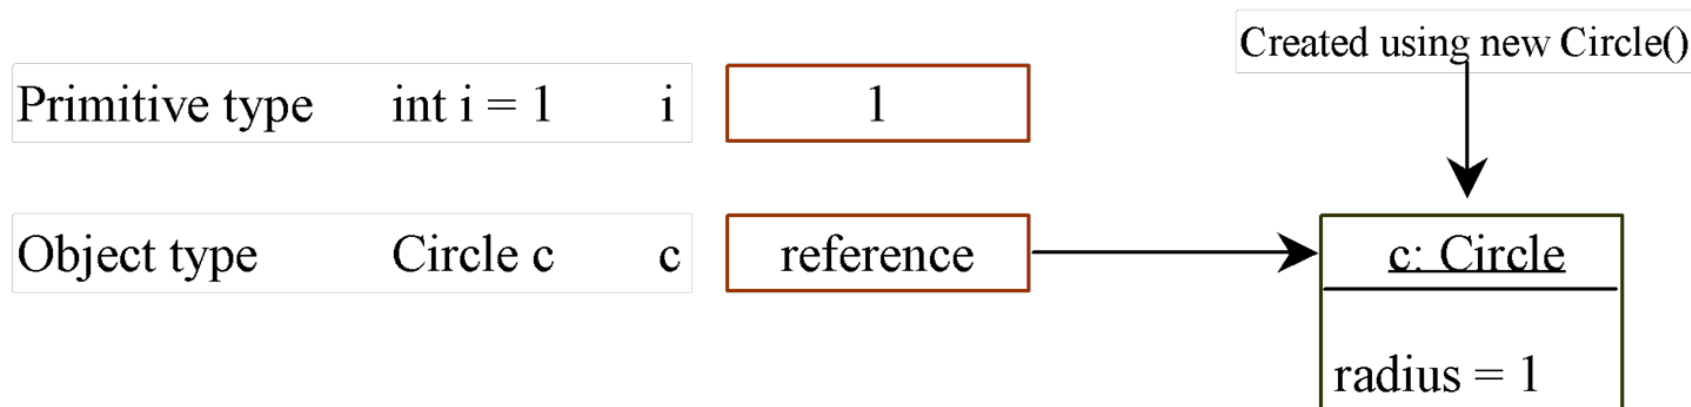 Created using new Circle()
Primitive type int i = 1 i 1
Object type Circle c c reference c: Circle
radius = 1